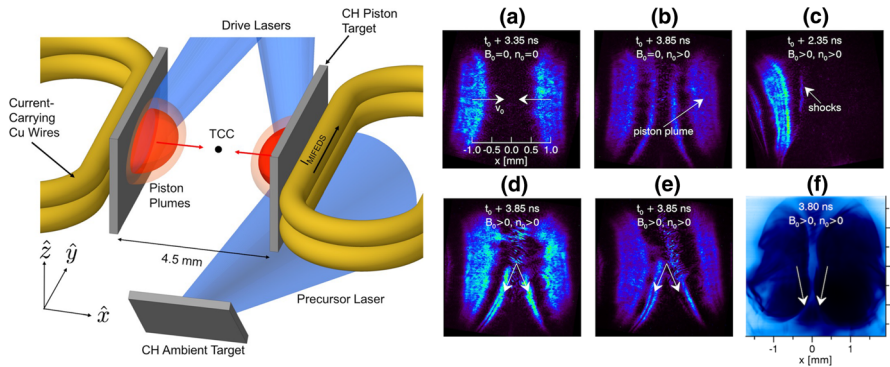 Drive Lasers
CH Piston
Target
Current-
Carrying
Cu Wires
TCC
I_MIFEDS
Piston
Plumes
4.5 mm
Precursor Laser
CH Ambient Target
ẑ
ŷ
x̂
(a)
t₀ + 3.35 ns
B₀=0, n₀=0
v₀
-1.0 0.0 0.0 1.0
x [mm]
(b)
t₀ + 3.85 ns
B₀=0, n₀>0
piston plume
(c)
t₀ + 2.35 ns
B₀>0, n₀>0
shocks
(d)
t₀ + 3.85 ns
B₀>0, n₀>0
(e)
t₀ + 3.85 ns
B₀>0, n₀>0
(f)
3.80 ns
B₀>0, n₀>0
-1 0 1
x [mm]